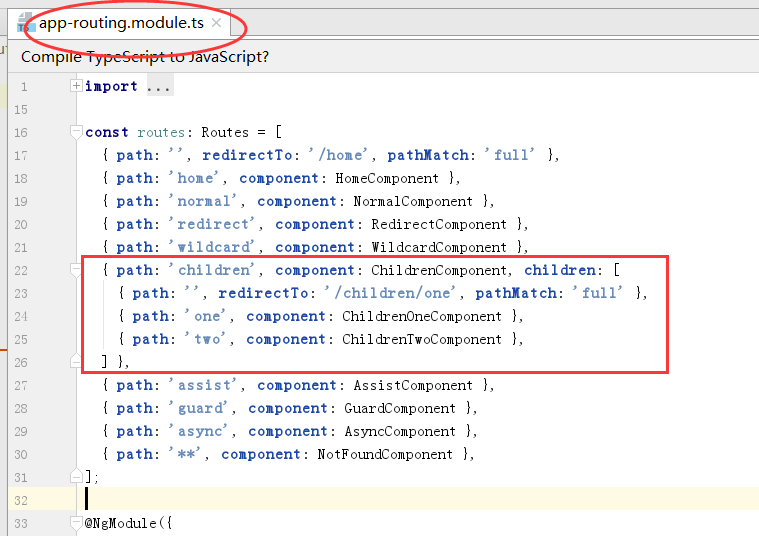 app-routing.module.ts
Compile TypeScript to JavaScript?
1 import ...
15
16 const routes: Routes = [
17 { path: '', redirectTo: '/home', pathMatch: 'full' },
18 { path: 'home', component: HomeComponent },
19 { path: 'normal', component: NormalComponent },
20 { path: 'redirect', component: RedirectComponent },
21 { path: 'wildcard', component: WildcardComponent },
22 { path: 'children', component: ChildrenComponent, children: [
23 { path: '', redirectTo: '/children/one', pathMatch: 'full' },
24 { path: 'one', component: ChildrenOneComponent },
25 { path: 'two', component: ChildrenTwoComponent },
26 ] },
27 { path: 'assist', component: AssistComponent },
28 { path: 'guard', component: GuardComponent },
29 { path: 'async', component: AsyncComponent },
30 { path: '**', component: NotFoundComponent },
31 ];
32
33 @NgModule({